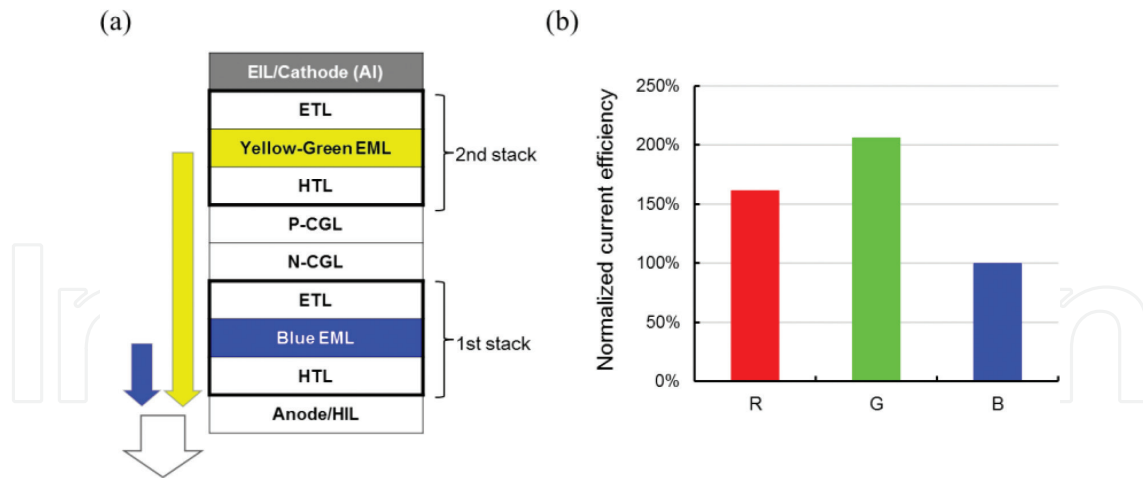 (a)
EIL/Cathode (Al)
ETL
Yellow-Green EML
HTL
2nd stack
P-CGL
N-CGL
ETL
Blue EML
HTL
1st stack
Anode/HIL
(b)
Normalized current efficiency
250%
200%
150%
100%
50%
0%
R G B